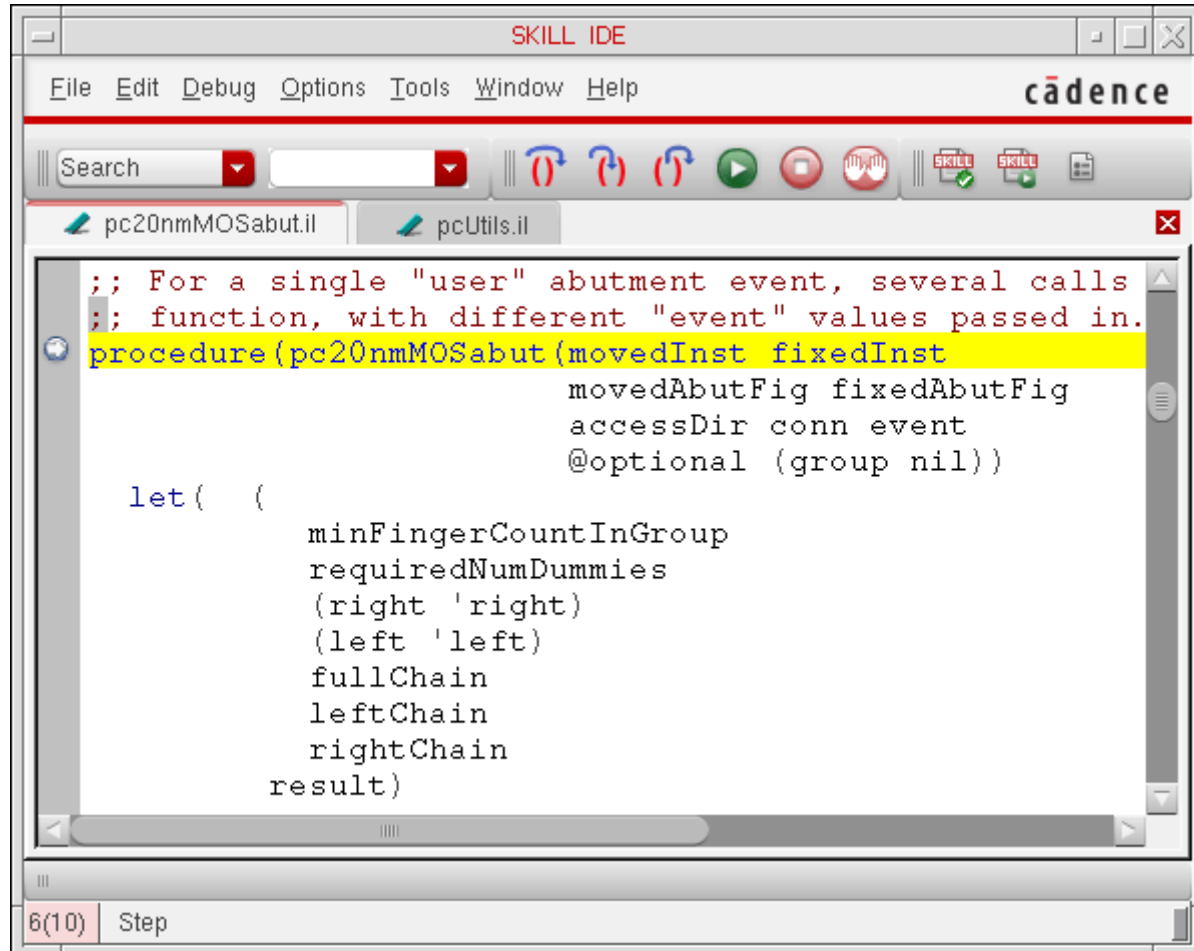 SKILL IDE
File Edit Debug Options Tools Window Help
cādence
Search
SKILL SKILL
pc20nmMOSabut.il pcUtils.il
;; For a single "user" abutment event, several calls
;; function, with different "event" values passed in.
procedure(pc20nmMOSabut(movedInst fixedInst
movedAbutFig fixedAbutFig
accessDir conn event
@optional (group nil))
let( (
minFingerCountInGroup
requiredNumDummies
(right 'right)
(left 'left)
fullChain
leftChain
rightChain
result)
6(10) Step